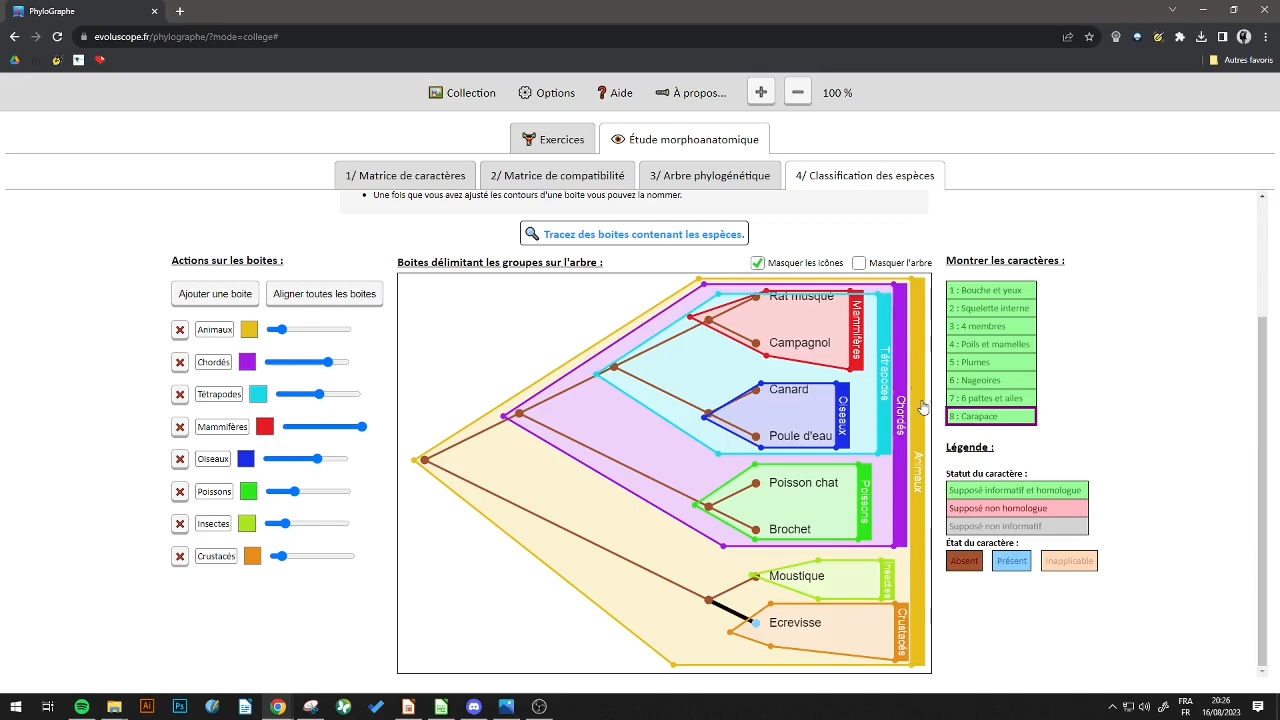 PhyloGraphe
evoluscope.fr/phylographe/?mode=college#
Autres favoris
Collection
Options
Aide
À propos...
100 %
Exercices
Étude morphoanatomique
1/ Matrice de caractères
2/ Matrice de compatibilité
3/ Arbre phylogénétique
4/ Classification des espèces
Une fois que vous avez ajusté les contours d'une boite vous pouvez la nommer.
Tracez des boites contenant les espèces.
Actions sur les boites :
Ajouter une boite
Aligner toutes les boites
Animaux
Chordés
Tétrapodes
Mammifères
Oiseaux
Poissons
Insectes
Crustacés
Boites délimitant les groupes sur l'arbre :
Masquer les icônes
Masquer l'arbre
Rat musqué
Campagnol
Canard
Poule d'eau
Poisson chat
Brochet
Moustique
Ecrevisse
Mammifères
Oiseaux
Tétrapodes
Poissons
Chordés
Insectes
Crustacés
Animaux
Montrer les caractères :
1 : Bouche et yeux
2 : Squelette interne
3 : 4 membres
4 : Poils et mamelles
5 : Plumes
6 : Nageoires
7 : 6 pattes et ailes
8 : Carapace
Légende :
Statut du caractère :
Supposé informatif et homologue
Supposé non homologue
Supposé non informatif
État du caractère :
Absent
Présent
Inapplicable
FRA
FR
20:26
16/08/2023